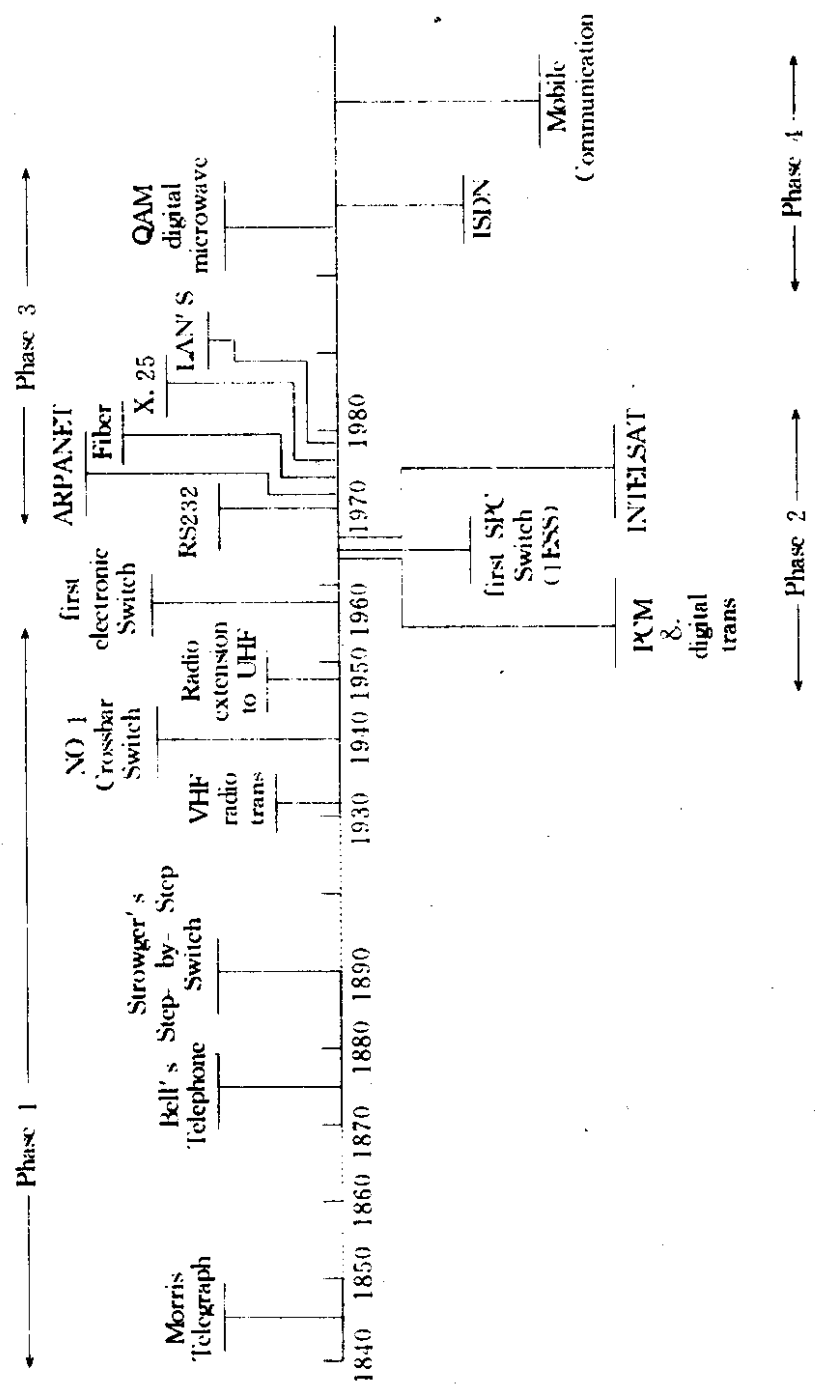 Phase 1
Phase 3
Morris
Telegraph
Bell's
Telephone
Strowger's
Step- by- Step
Switch
VHF
radio
trans
NO 1
Crossbar
Switch
Radio
extension
to UHF
first
electronic
Switch
RS232
ARPANET
Fiber
X. 25
LAN'S
QAM
digital
microwave
1840
1850
1860
1870
1880
1890
1930
1940
1950
1960
1970
1980
PCM
&.
digital
trans
first SPC
Switch
(1ESS)
INTELSAT
ISDN
Mobile
Communication
Phase 2
Phase 4